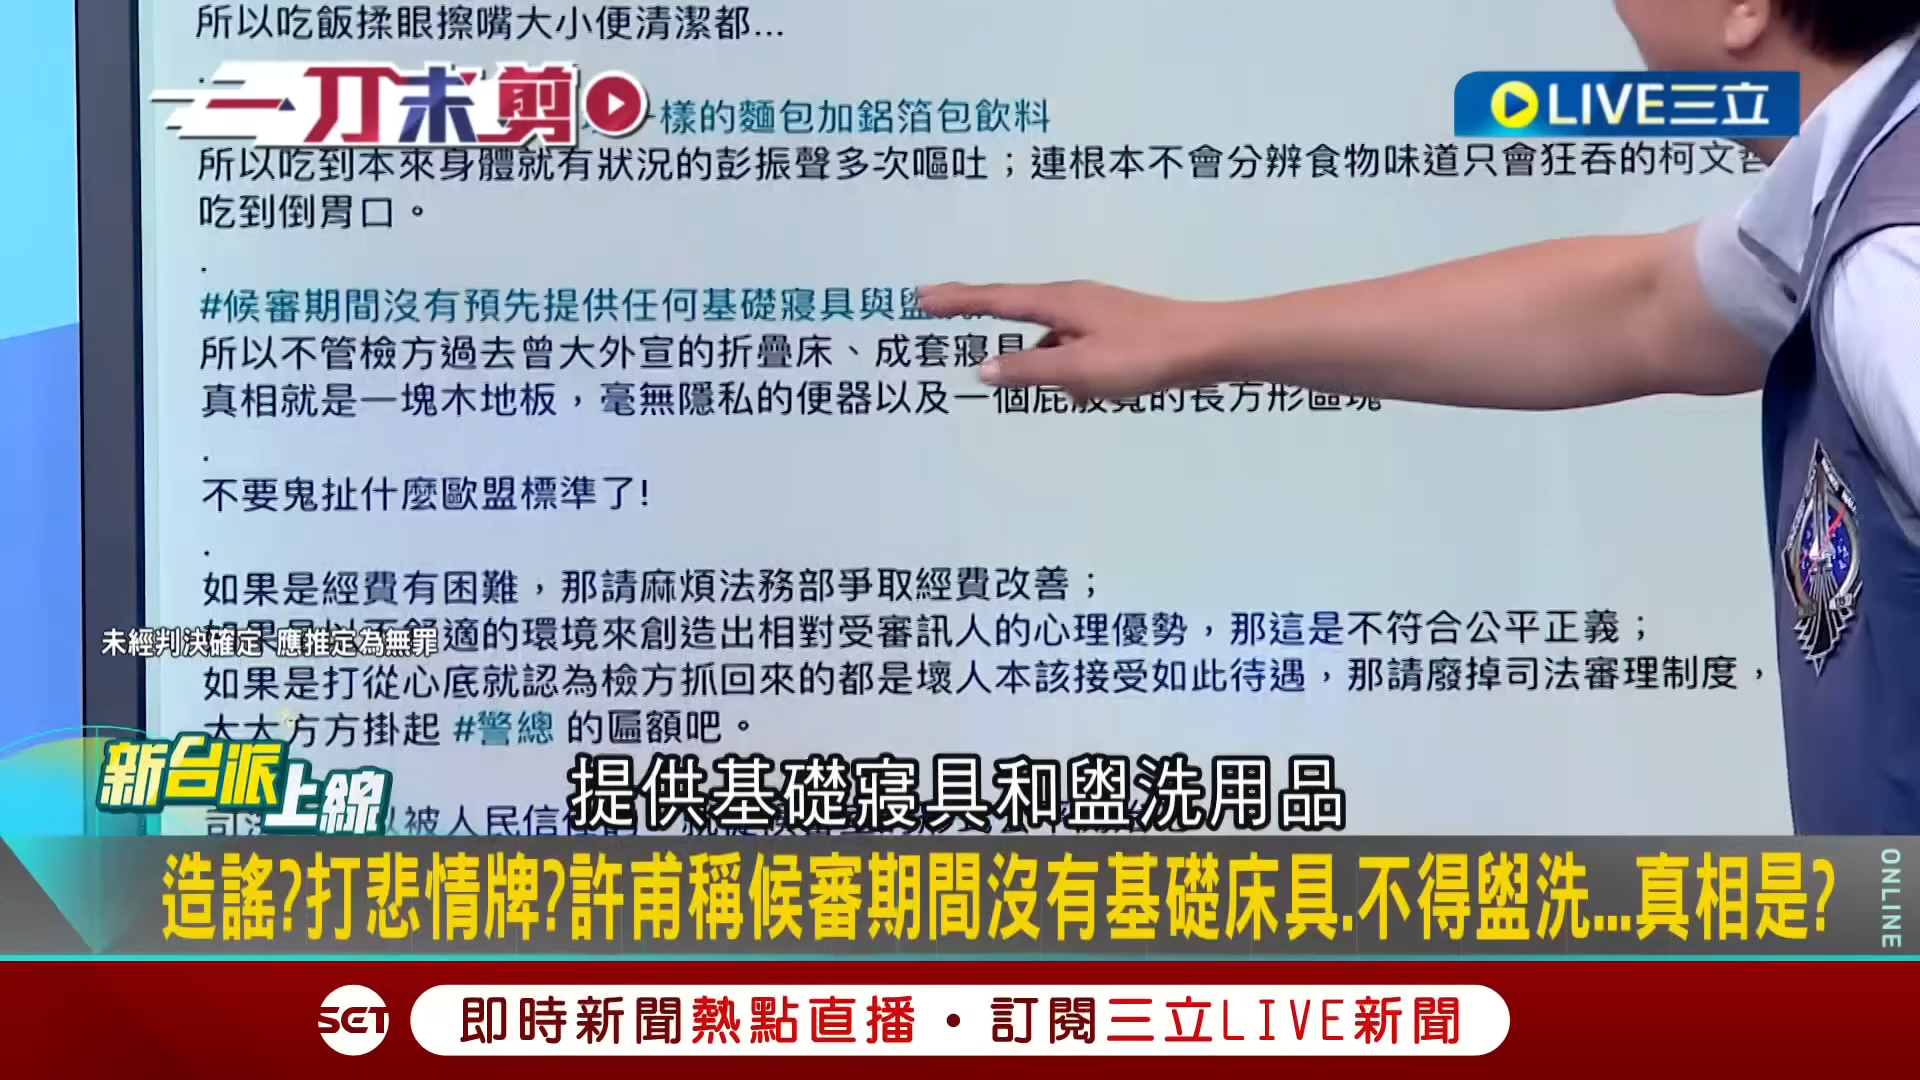 所以吃飯揉眼擦嘴大小便清潔都...
一刀未剪
LIVE三立
樣的麵包加鋁箔包飲料
所以吃到本來身體就有狀況的彭振聲多次嘔吐；連根本不會分辨食物味道只會狂吞的柯文
吃到倒胃口。
.
#候審期間沒有預先提供任何基礎寢具與盥
所以不管檢方過去曾大外宣的折疊床、成套寢具
真相就是一塊木地板，毫無隱私的便器以及一個屁股寬的長方形區塊
.
不要鬼扯什麼歐盟標準了!
.
如果是經費有困難，那請麻煩法務部爭取經費改善；
適的環境來創造出相對受審訊人的心理優勢，那這是不符合公平正義；
未經判決確定 應推定為無罪
如果是打從心底就認為檢方抓回來的都是壞人本該接受如此待遇，那請廢掉司法審理制度，
大大方方掛起 #警總 的匾額吧。
新台派上線
被人民信
提供基礎寢具和盥洗用品
造謠?打悲情牌?許甫稱候審期間沒有基礎床具.不得盥洗...真相是?
ONLINE
SET
即時新聞熱點直播・訂閱三立LIVE新聞